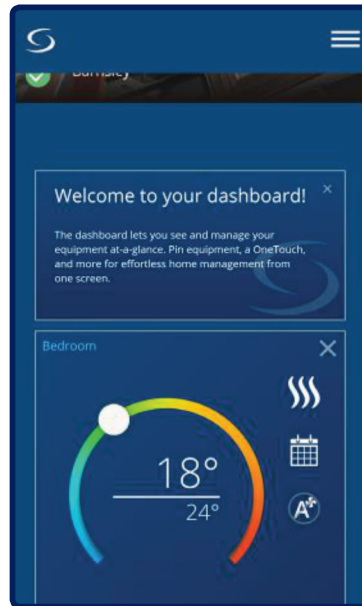 Barnsley
Welcome to your dashboard!
The dashboard lets you see and manage your
equipment at-a-glance. Pin equipment, a OneTouch,
and more for effortless home management from
one screen.
Bedroom
18°
24°
A